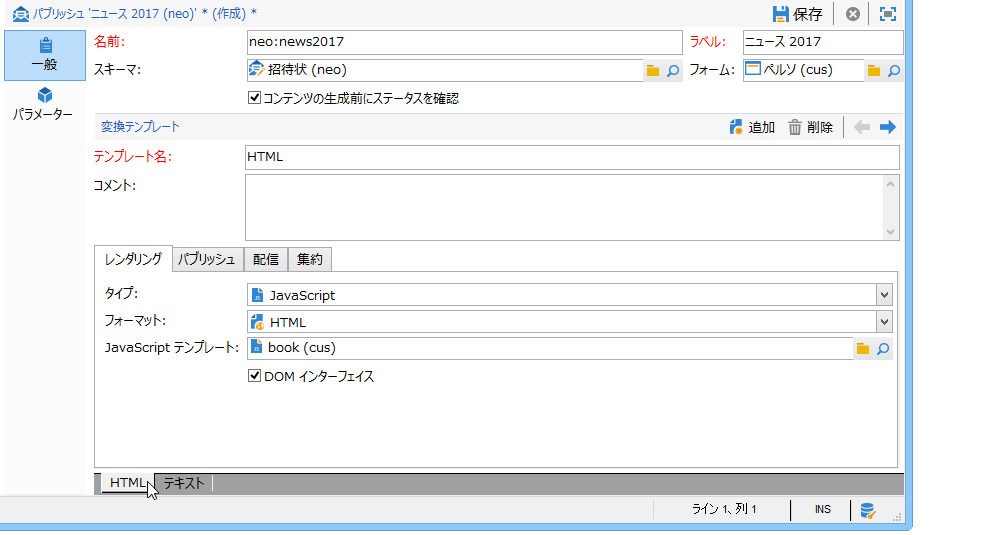 パブリッシュ 'ニュース 2017 (neo)' * (作成) *
保存
一般
パラメーター
名前:
neo:news2017
ラベル:
ニュース 2017
スキーマ:
招待状 (neo)
フォーム:
ペルソ (cus)
コンテンツの生成前にステータスを確認
変換テンプレート
追加
削除
テンプレート名:
HTML
コメント:
レンダリング
パブリッシュ
配信
集約
タイプ:
JavaScript
フォーマット:
HTML
JavaScript テンプレート:
book (cus)
DOM インターフェイス
HTML
テキスト
ライン 1、列 1
INS